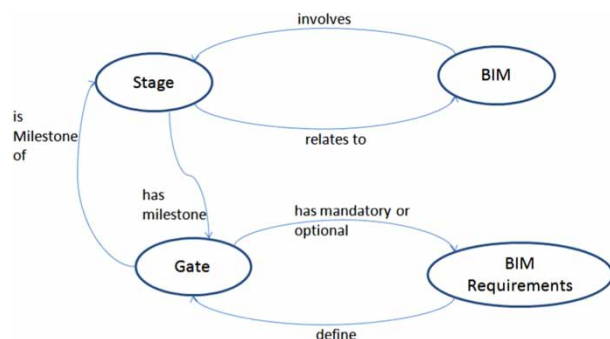 involves
Stage
BIM
is
Milestone
of
relates to
has
milestone
has mandatory or
optional
Gate
BIM
Requirements
define